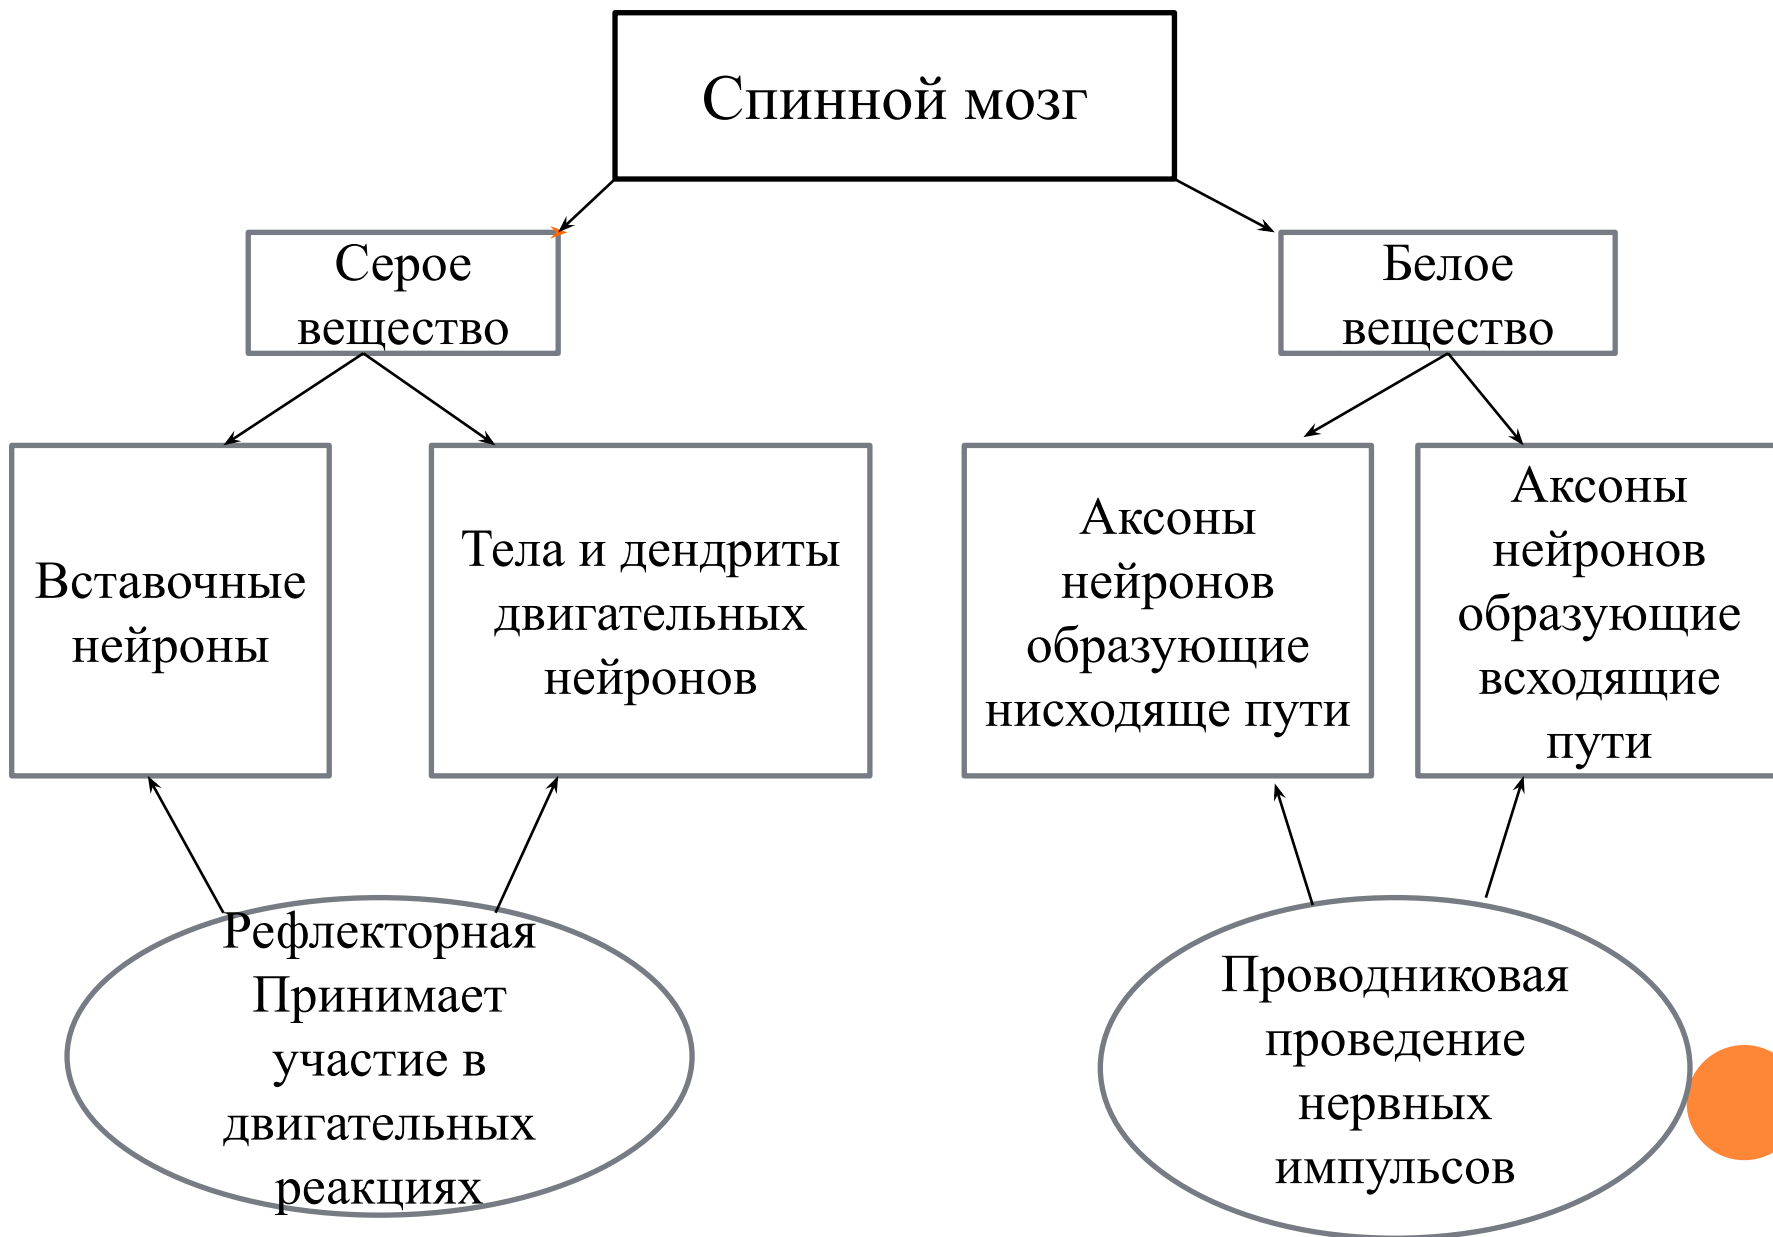 Спинной мозг
Серое
вещество
Белое
вещество
Вставочные
нейроны
Тела и дендриты
двигательных
нейронов
Аксоны
нейронов
образующие
нисходяще пути
Аксоны
нейронов
образующие
всходящие
пути
Рефлекторная
Принимает
участие в
двигательных
реакциях
Проводниковая
проведение
нервных
импульсов